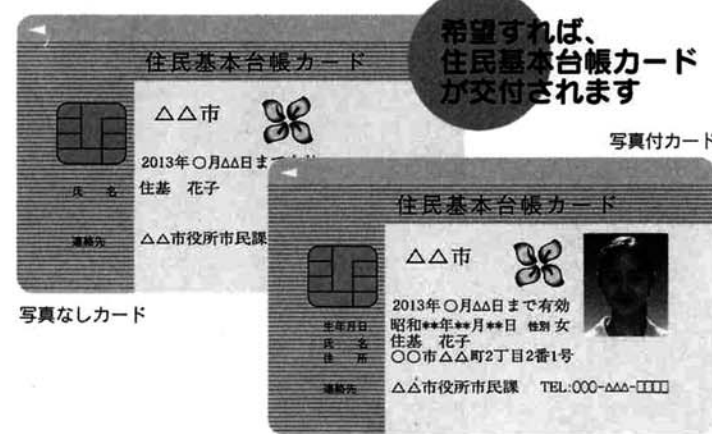 希望すれば、
住民基本台帳カード
が交付されます
住民基本台帳カード
△△市
2013年○月△△日まで有効
氏 名 住基 花子
連絡先 △△市役所市民課
写真なしカード
写真付カード
住民基本台帳カード
△△市
2013年○月△△日まで有効
生年月日 昭和**年**月**日 性別 女
氏 名 住基 花子
住 所 ○○市△△町2丁目2番1号
連絡先 △△市役所市民課 TEL:○○○-△△△-□□□□